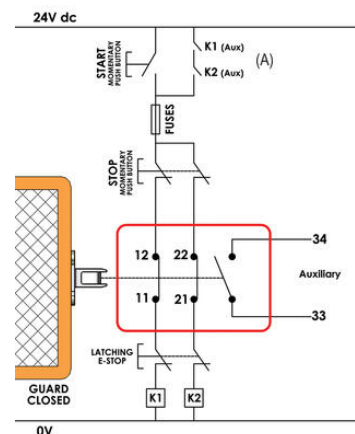 24V dc
START
MOMENTARY
PUSH BUTTON
K1 (Aux)
K2 (Aux)
(A)
FUSES
STOP
MOMENTARY
PUSH BUTTON
12
22
34
Auxiliary
11
21
33
LATCHING
E-STOP
GUARD
CLOSED
K1
K2
0V